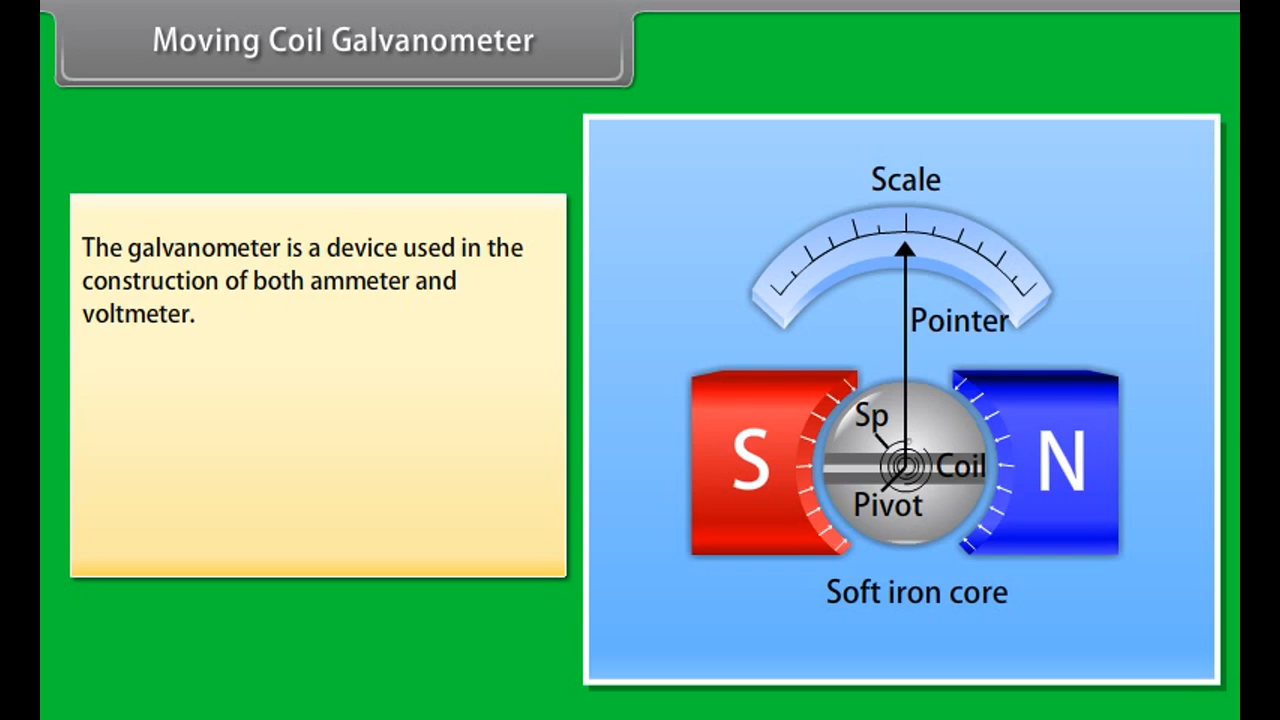 Moving Coil Galvanometer
The galvanometer is a device used in the
construction of both ammeter and
voltmeter.
Scale
Pointer
S
Sp
Coil
Pivot
N
Soft iron core